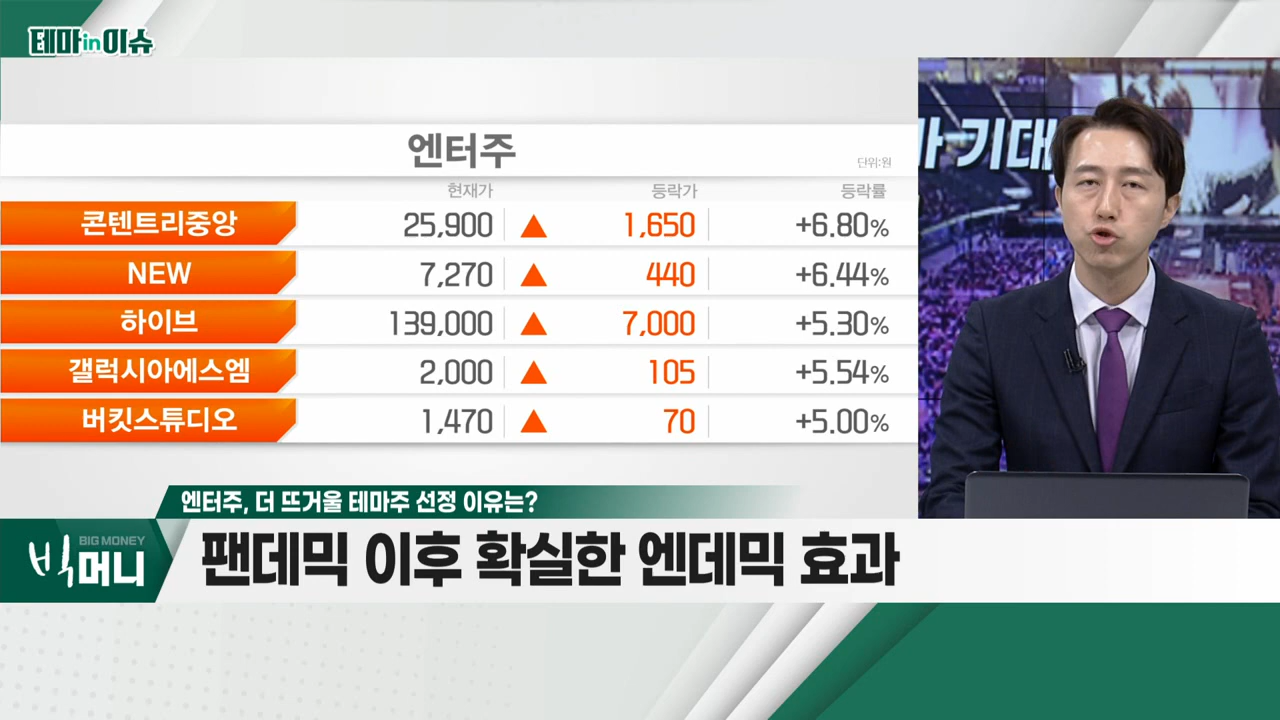 테마in이슈
엔터주
단위:원
현재가 등락가 등락률
콘텐트리중앙 25,900 ▲ 1,650 +6.80%
NEW 7,270 ▲ 440 +6.44%
하이브 139,000 ▲ 7,000 +5.30%
갤럭시아에스엠 2,000 ▲ 105 +5.54%
버킷스튜디오 1,470 ▲ 70 +5.00%
기대
엔터주, 더 뜨거울 테마주 선정 이유는?
BIG MONEY
빅머니
팬데믹 이후 확실한 엔데믹 효과